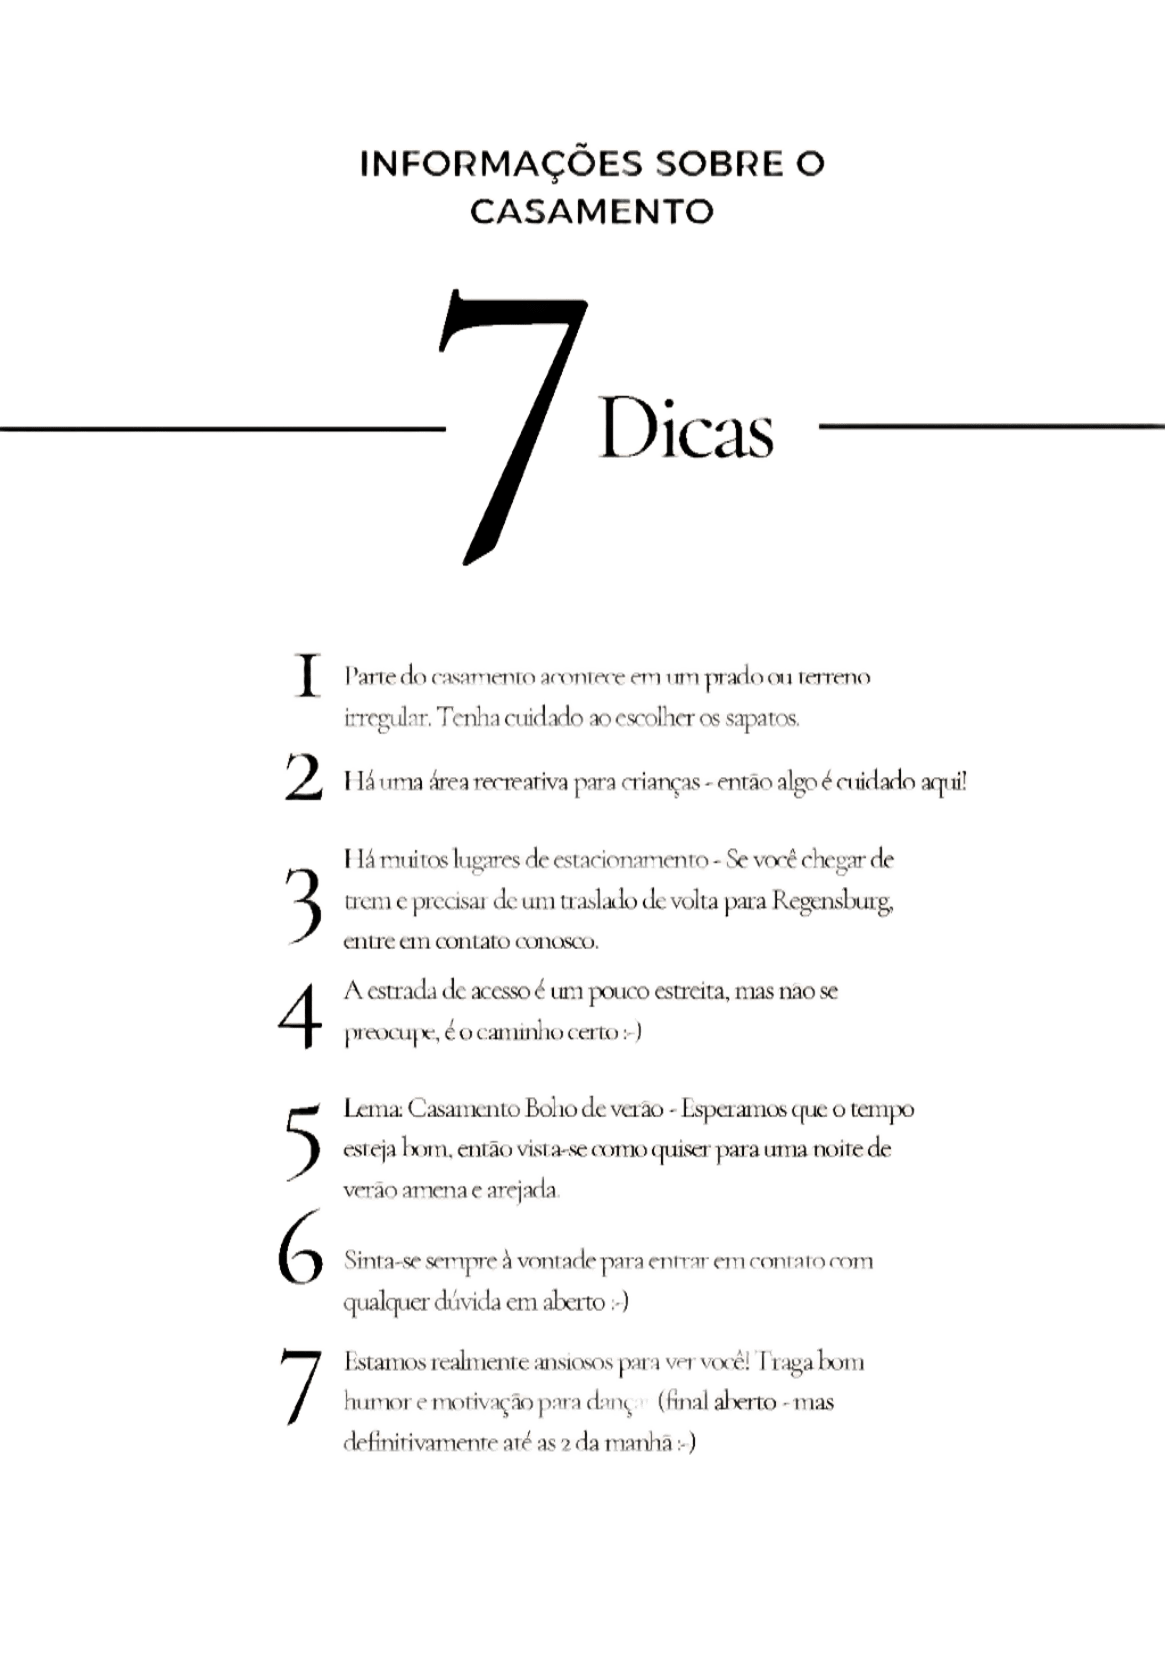 INFORMAÇÕES SOBRE O
CASAMENTO
7 Dicas
1 Parte do casamento acontece em um prado ou terreno
irregular. Tenha cuidado ao escolher os sapatos.
2 Há uma área recreativa para crianças - então algo é cuidado aqui!
3 Há muitos lugares de estacionamento - Se você chegar de
trem e precisar de um traslado de volta para Regensburg,
entre em contato conosco.
4 A estrada de acesso é um pouco estreita, mas não se
preocupe, é o caminho certo :-)
5 Lema: Casamento Boho de verão - Esperamos que o tempo
esteja bom, então vista-se como quiser para uma noite de
verão amena e arejada.
6 Sinta-se sempre à vontade para entrar em contato com
qualquer dúvida em aberto :-)
7 Estamos realmente ansiosos para ver você! Traga bom
humor e motivação para (final aberto - mas
definitivamente até as 2 da manhã :-)